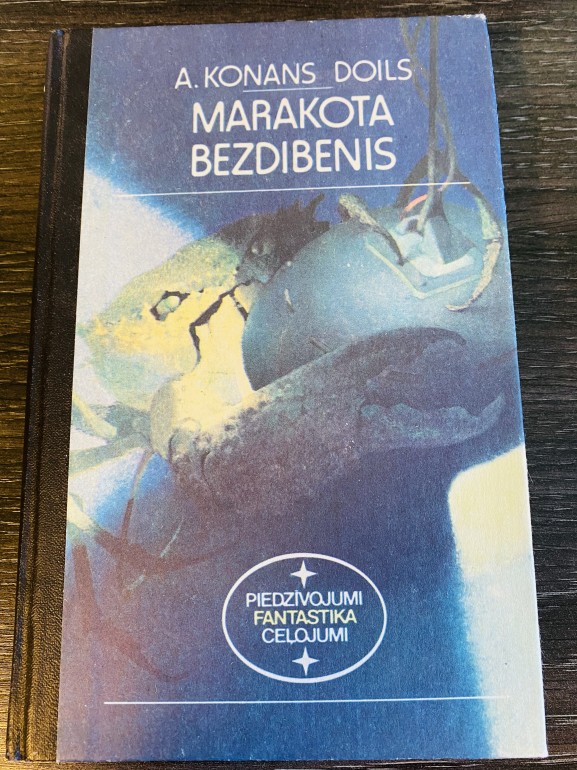 A. KONANS DOILS
MARAKOTA
BEZDIBENIS
PIEDZĪVOJUMI
FANTASTIKA
CEĻOJUMI